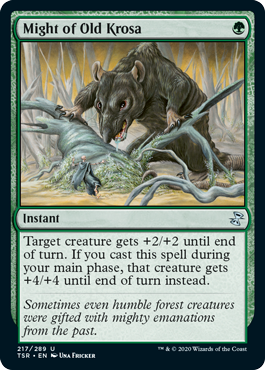 Might of Old Krosa
Instant
Target creature gets +2/+2 until end
of turn. If you cast this spell during
your main phase, that creature gets
+4/+4 until end of turn instead.
Sometimes even humble forest creatures
were gifted with mighty emanations
from the past.
217/289 U
TSR • EN Una Fricker
™ & © 2020 Wizards of the Coast